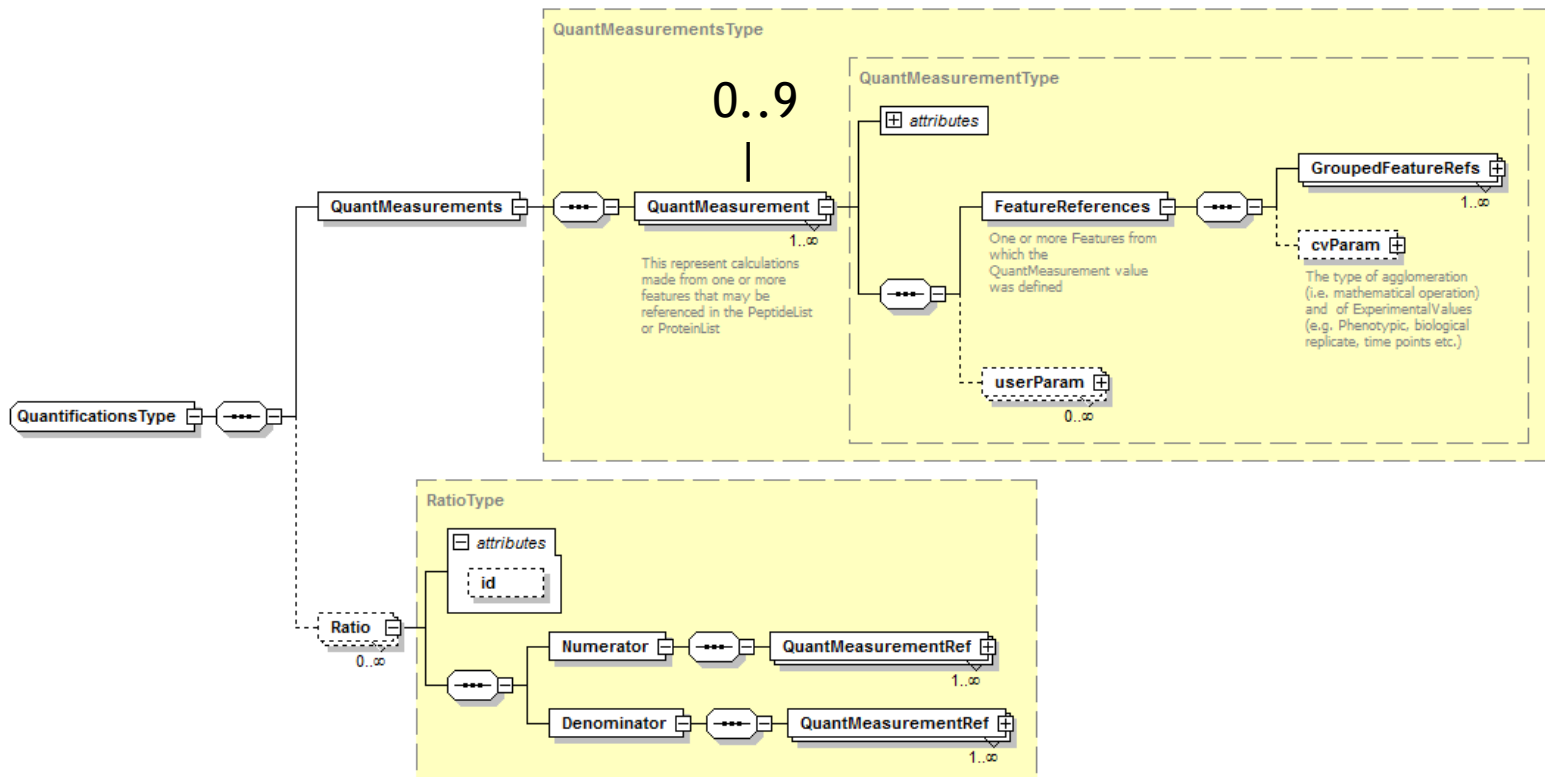 QuantMeasurementsType
QuantMeasurementType
0..9
attributes
GroupedFeatureRefs
1..∞
QuantMeasurements
QuantMeasurement
1..∞
This represent calculations
made from one or more
features that may be
referenced in the PeptideList
or ProteinList
FeatureReferences
One or more Features from
which the
QuantMeasurement value
was defined
cvParam
The type of agglomeration
(i.e. mathematical operation)
and of ExperimentalValues
(e.g. Phenotypic, biological
replicate, time points etc.)
userParam
0..∞
QuantificationsType
RatioType
attributes
id
Ratio
0..∞
Numerator
QuantMeasurementRef
1..∞
Denominator
QuantMeasurementRef
1..∞